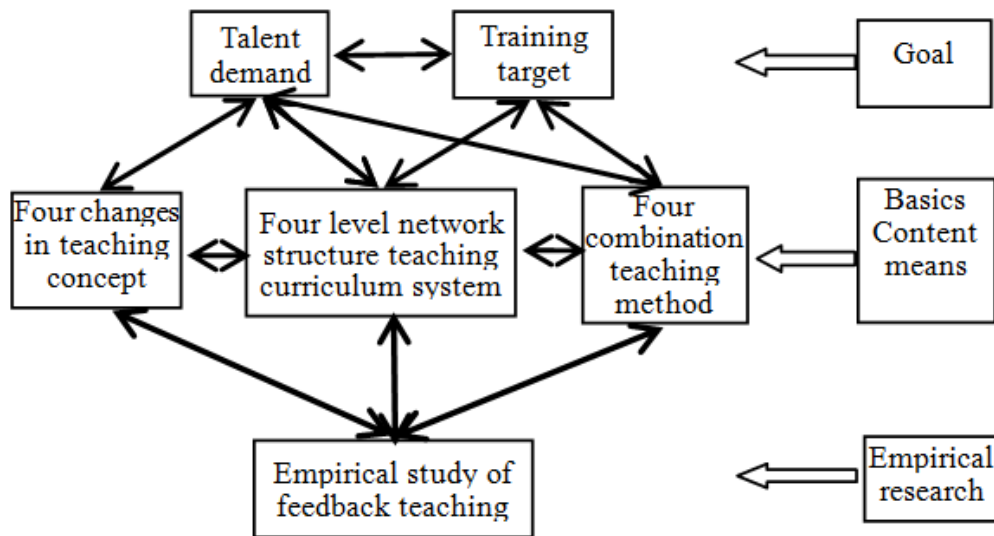 Talent
demand
Training
target
Goal
Four changes
in teaching
concept
Four level network
structure teaching
curriculum system
Four
combination
teaching
method
Basics
Content
means
Empirical study of
feedback teaching
Empirical
research